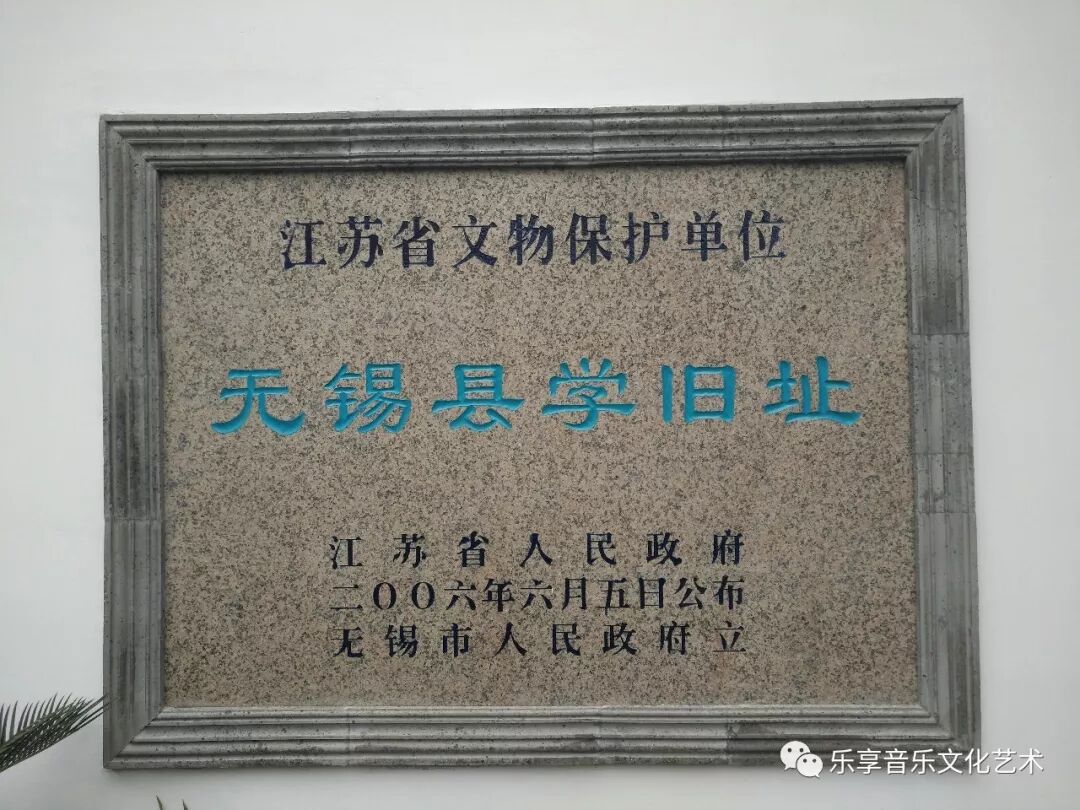 江苏省文物保护单位
无锡县学旧址
江苏省人民政府
二〇〇六年六月五日公布
无锡市人民政府立
乐享音乐文化艺术